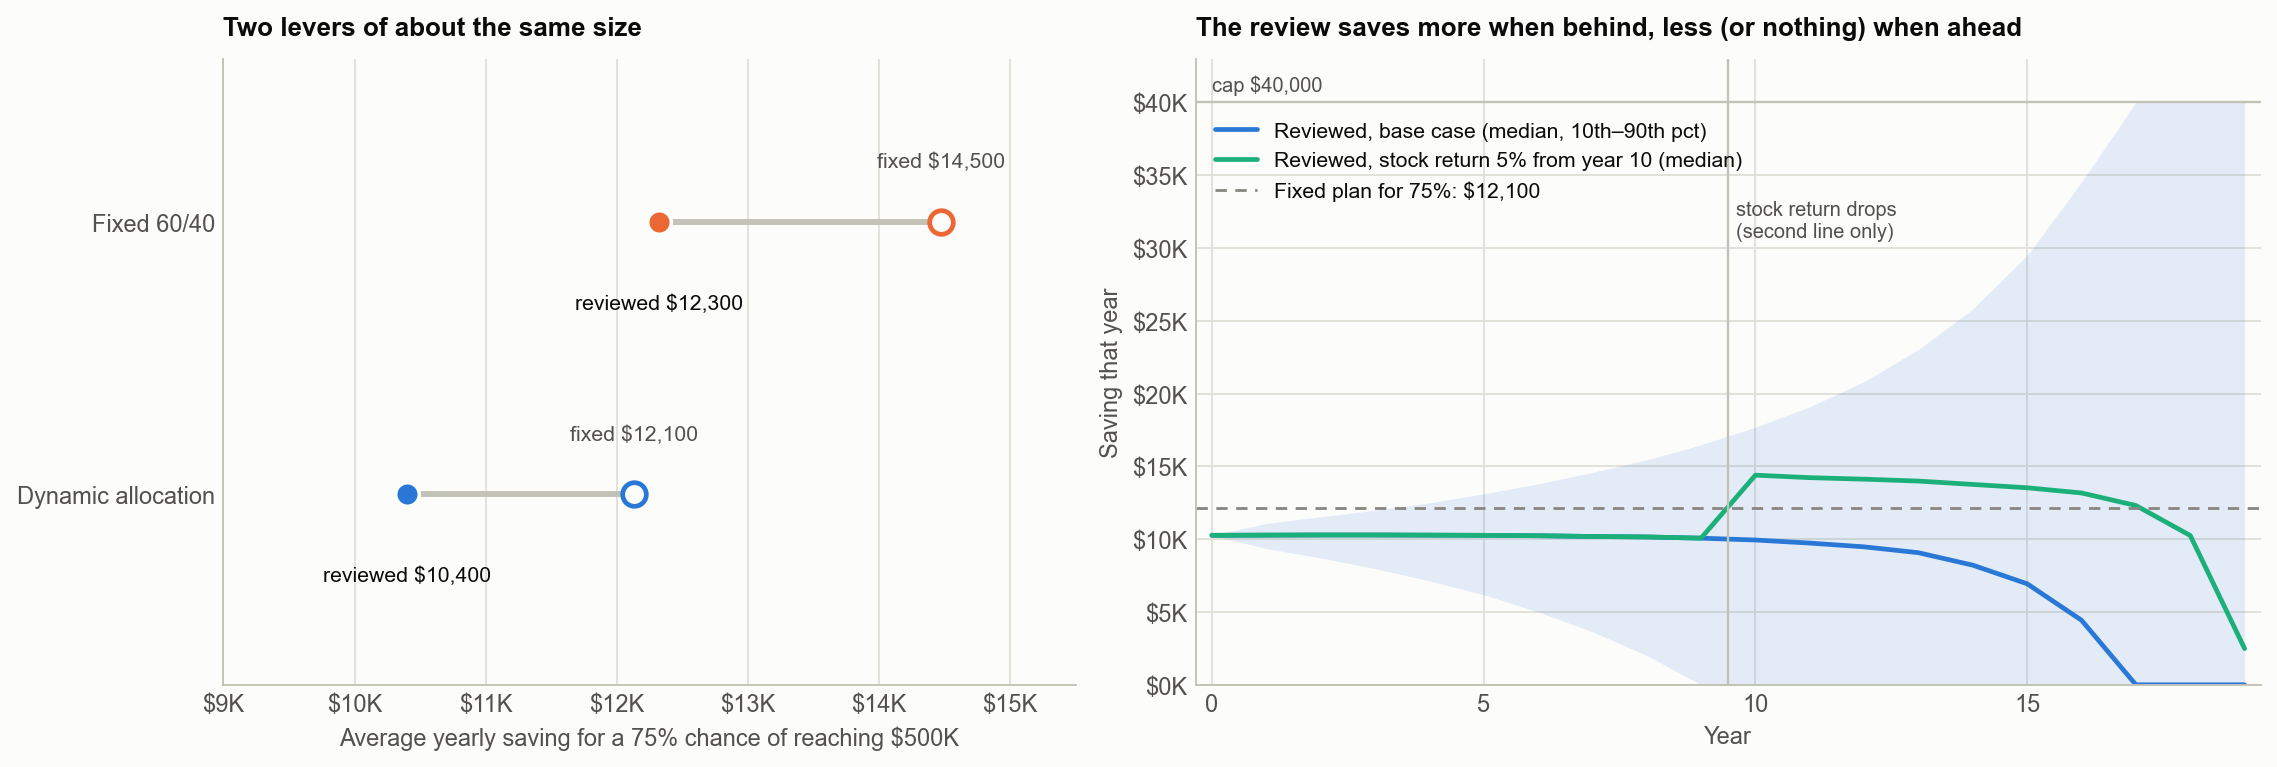 Two levers of about the same size
fixed $14,500
Fixed 60/40
reviewed $12,300
fixed $12,100
Dynamic allocation
reviewed $10,400
$9K $10K $11K $12K $13K $14K $15K
Average yearly saving for a 75% chance of reaching $500K
The review saves more when behind, less (or nothing) when ahead
cap $40,000
$40K
Reviewed, base case (median, 10th–90th pct)
Reviewed, stock return 5% from year 10 (median)
$35K
Fixed plan for 75%: $12,100
stock return drops
(second line only)
$30K
$25K
$20K
$15K
$10K
$5K
$0K
Saving that year
0 5 10 15
Year